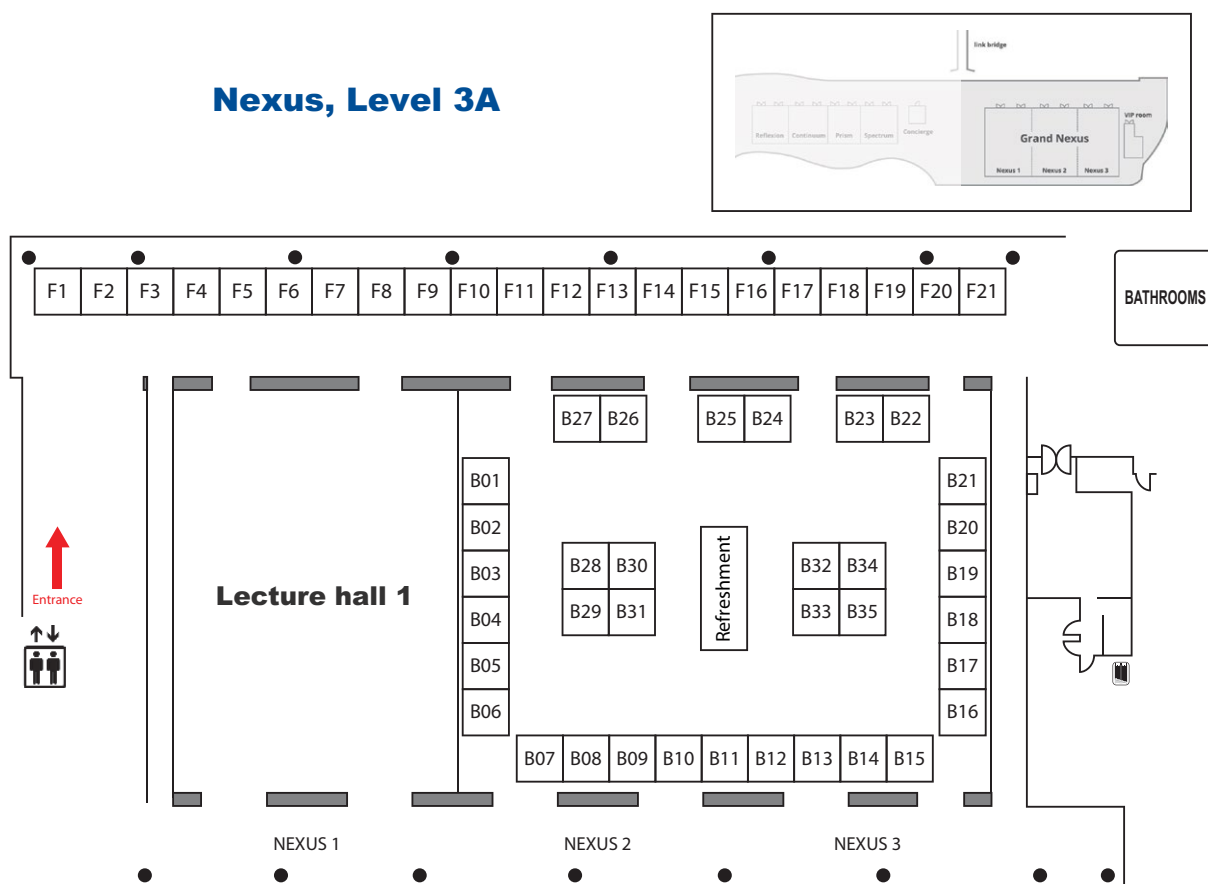 Nexus, Level 3A
link bridge
Reflexion Continuum Prism Spectrum Concierge
VIP room
Grand Nexus
Nexus 1 Nexus 2 Nexus 3
F1 F2 F3 F4 F5 F6 F7 F8 F9 F10 F11 F12 F13 F14 F15 F16 F17 F18 F19 F20 F21
BATHROOMS
B27 B26 B25 B24 B23 B22
B01 B21
B02 B20
B03 B28 B30 B32 B34 B19
Entrance
Lecture hall 1
Refreshment
B04 B29 B31 B33 B35 B18
B05 B17
B06 B16
B07 B08 B09 B10 B11 B12 B13 B14 B15
NEXUS 1 NEXUS 2 NEXUS 3